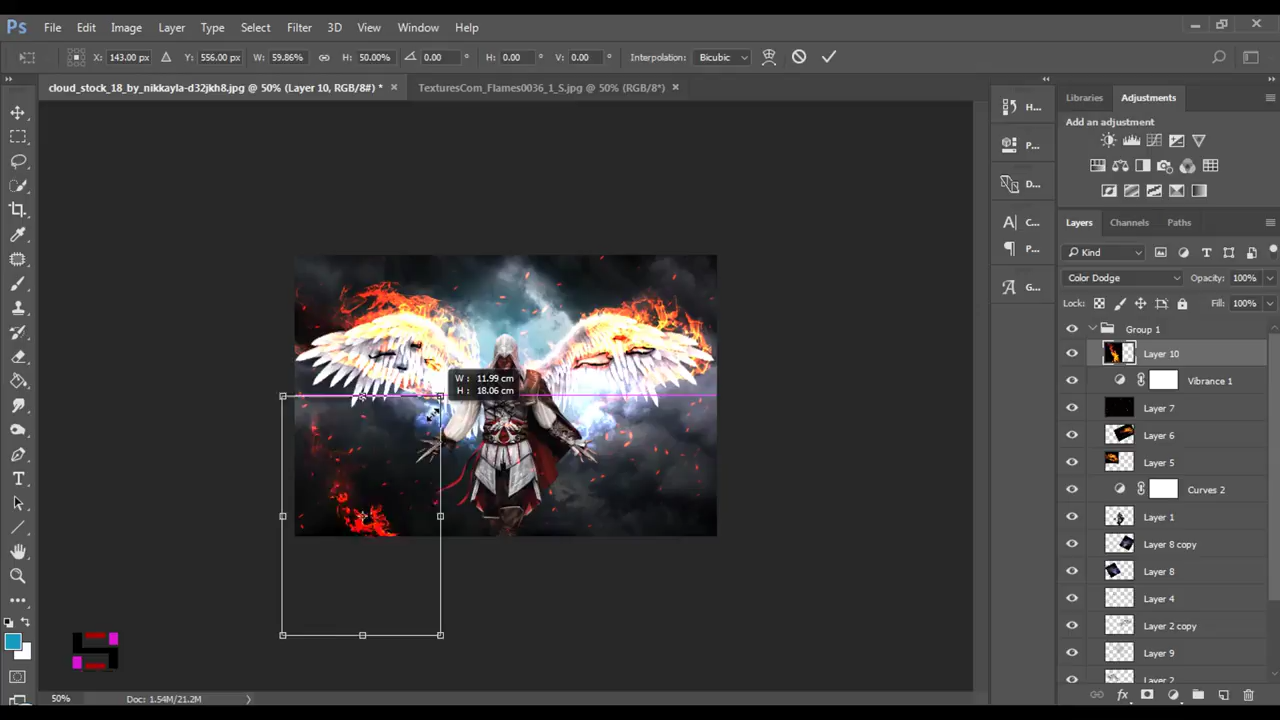 Ps File Edit Image Layer Type Select Filter 3D View Window Help
X: 143.00 px Y: 556.00 px W: 59.86% H: 50.00% 0.00 ° H: 0.00 ° V: 0.00 ° Interpolation: Bicubic
cloud_stock_18_by_nikkayla-d32jkh8.jpg @ 50% (Layer 10, RGB/8#) * × TexturesCom_Flames0036_1_S.jpg @ 50% (RGB/8*) ×
H...
P...
D...
C...
P...
G...
Libraries Adjustments
Add an adjustment
Layers Channels Paths
Kind
Color Dodge Opacity: 100%
Lock: Fill: 100%
Group 1
Layer 10
Vibrance 1
Layer 7
Layer 6
Layer 5
Curves 2
Layer 1
Layer 8 copy
Layer 8
Layer 4
Layer 2 copy
Layer 9
Layer 2
W: 11.99 cm
H: 18.06 cm
50% Doc: 1.54M/21.2M